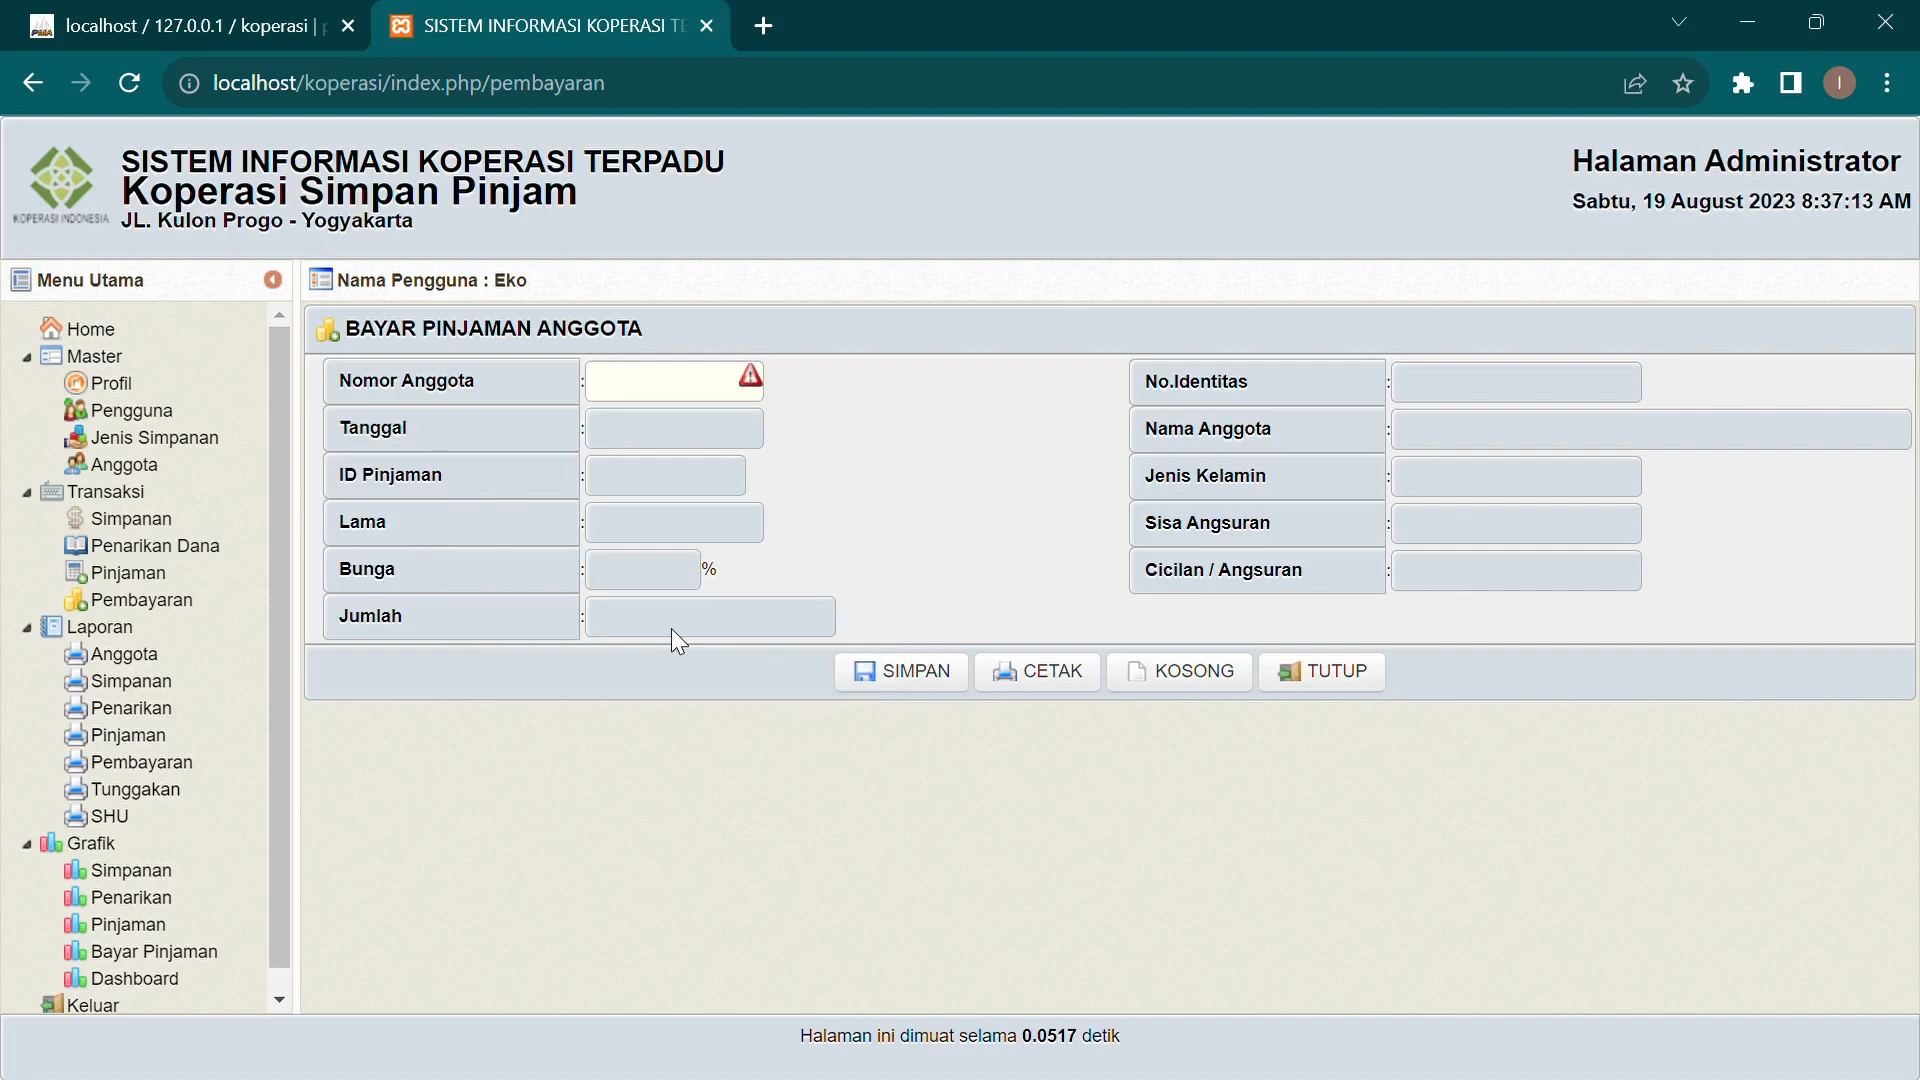 localhost / 127.0.0.1 / koperasi |
SISTEM INFORMASI KOPERASI TE
localhost/koperasi/index.php/pembayaran
I
KOPERASI INDONESIA
SISTEM INFORMASI KOPERASI TERPADU
Koperasi Simpan Pinjam
JL. Kulon Progo - Yogyakarta
Halaman Administrator
Sabtu, 19 August 2023 8:37:13 AM
Menu Utama
Home
Master
Profil
Pengguna
Jenis Simpanan
Anggota
Transaksi
Simpanan
Penarikan Dana
Pinjaman
Pembayaran
Laporan
Anggota
Simpanan
Penarikan
Pinjaman
Pembayaran
Tunggakan
SHU
Grafik
Simpanan
Penarikan
Pinjaman
Bayar Pinjaman
Dashboard
Keluar
Nama Pengguna : Eko
BAYAR PINJAMAN ANGGOTA
Nomor Anggota :
Tanggal :
ID Pinjaman :
Lama :
Bunga : %
Jumlah :
No.Identitas :
Nama Anggota :
Jenis Kelamin :
Sisa Angsuran :
Cicilan / Angsuran :
SIMPAN CETAK KOSONG TUTUP
Halaman ini dimuat selama 0.0517 detik